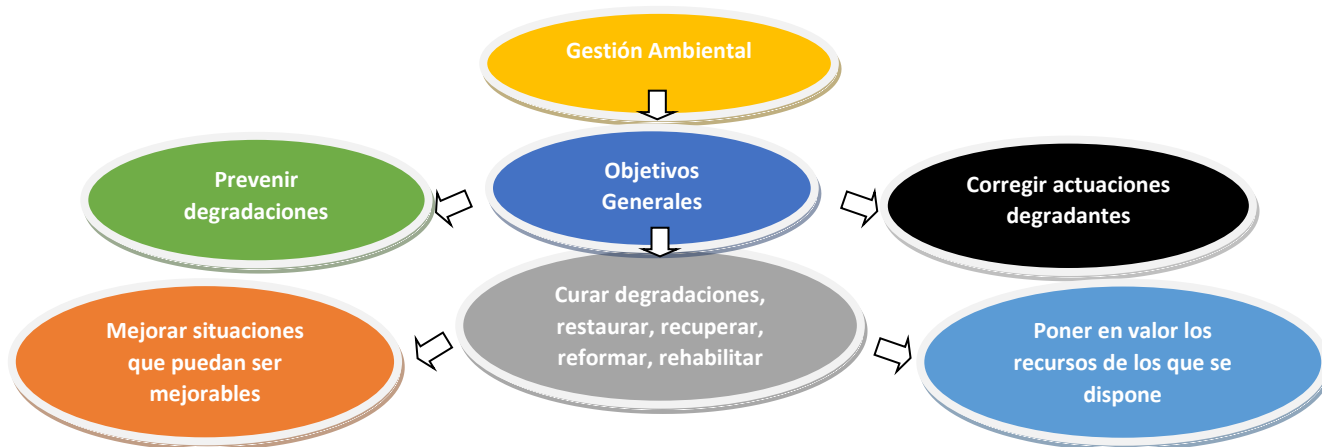 Gestión Ambiental
Objetivos
Generales
Prevenir
degradaciones
Corregir actuaciones
degradantes
Curar degradaciones,
restaurar, recuperar,
reformar, rehabilitar
Mejorar situaciones
que puedan ser
mejorables
Poner en valor los
recursos de los que se
dispone